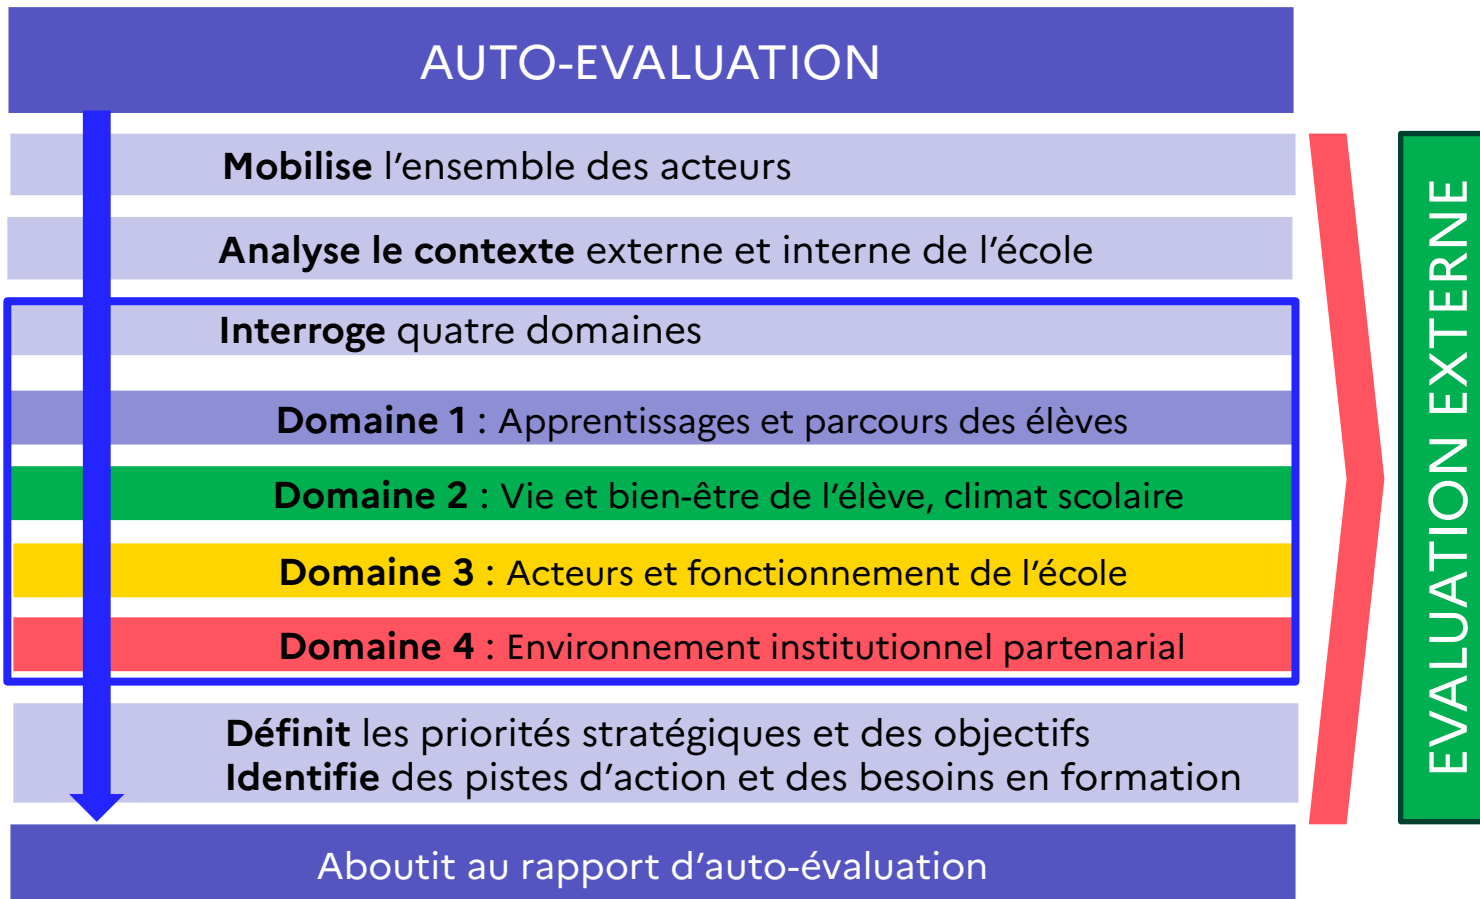 AUTO-EVALUATION
Mobilise l’ensemble des acteurs
Analyse le contexte externe et interne de l’école
Interroge quatre domaines
Domaine 1 : Apprentissages et parcours des élèves
Domaine 2 : Vie et bien-être de l’élève, climat scolaire
Domaine 3 : Acteurs et fonctionnement de l’école
Domaine 4 : Environnement institutionnel partenarial
Définit les priorités stratégiques et des objectifs
Identifie des pistes d’action et des besoins en formation
Aboutit au rapport d’auto-évaluation
EVALUATION EXTERNE